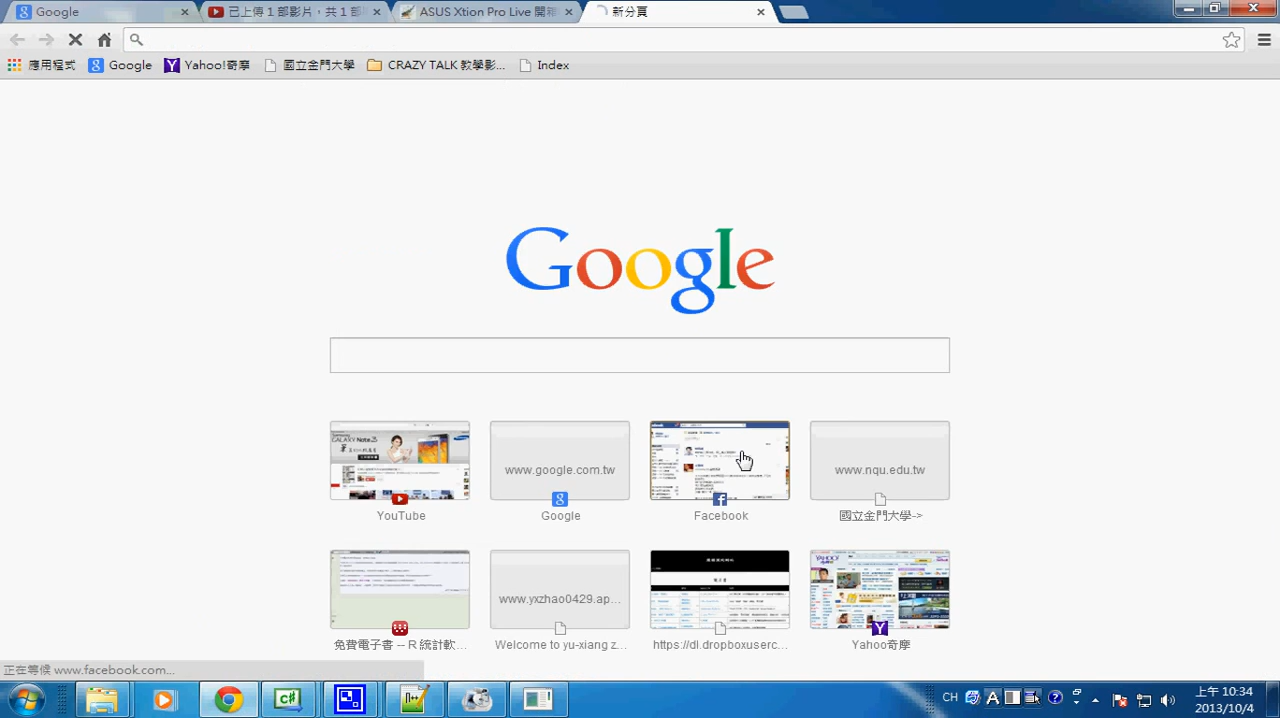 Google
已上傳 1 部影片，共 1 部
ASUS Xtion Pro Live 開
新分頁
應用程式
Google
Yahoo!奇摩
國立金門大學
CRAZY TALK 教學影...
Index
Google
www.google.com.tw
www.nqu.edu.tw
YouTube
Google
Facebook
國立金門大學->
GALAXY Note 3
www.yxzhao0429.ap
YAHOO!
免費電子書 -- R 統計軟...
Welcome to yu-xiang z...
https://dl.dropboxuserc...
Yahoo奇摩
正在等候 www.facebook.com...
CH
上午 10:34
2013/10/4